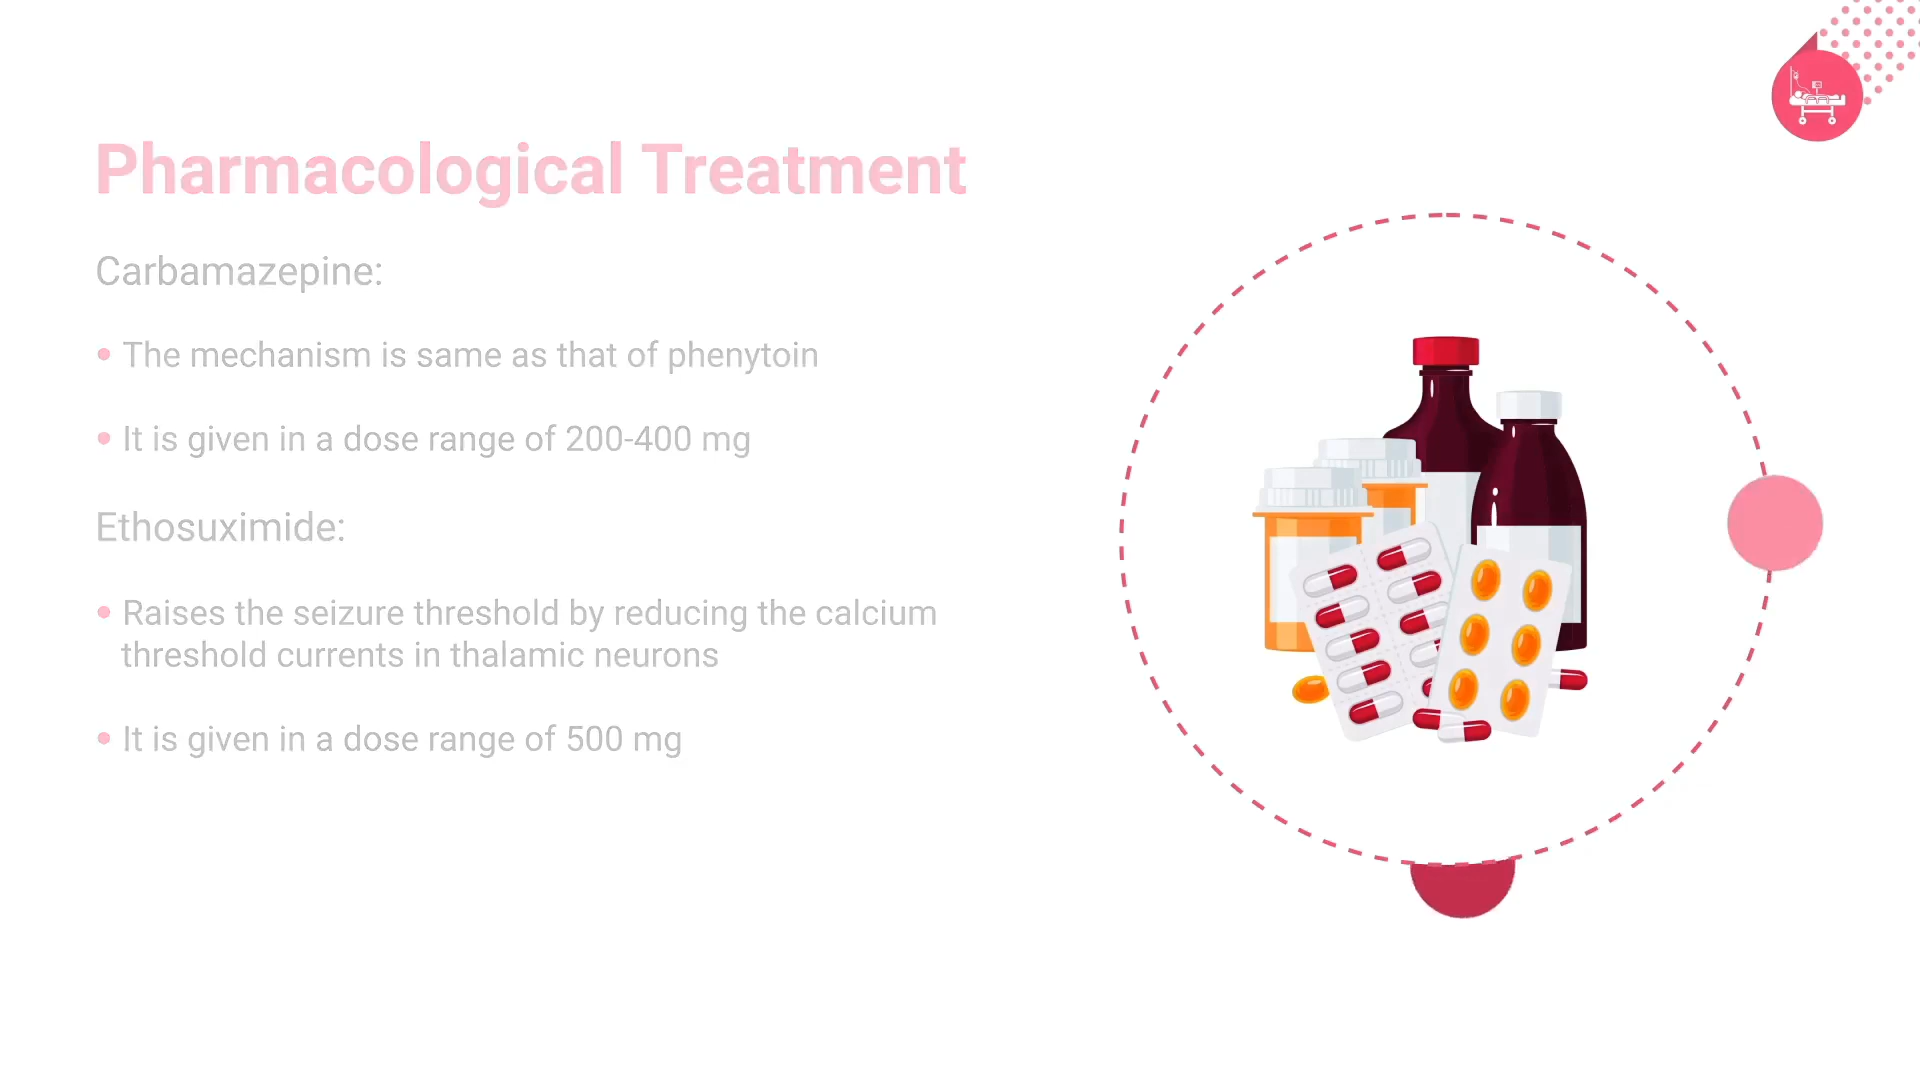 Pharmacological Treatment
Carbamazepine:
• The mechanism is same as that of phenytoin
• It is given in a dose range of 200-400 mg
Ethosuximide:
• Raises the seizure threshold by reducing the calcium
threshold currents in thalamic neurons
• It is given in a dose range of 500 mg